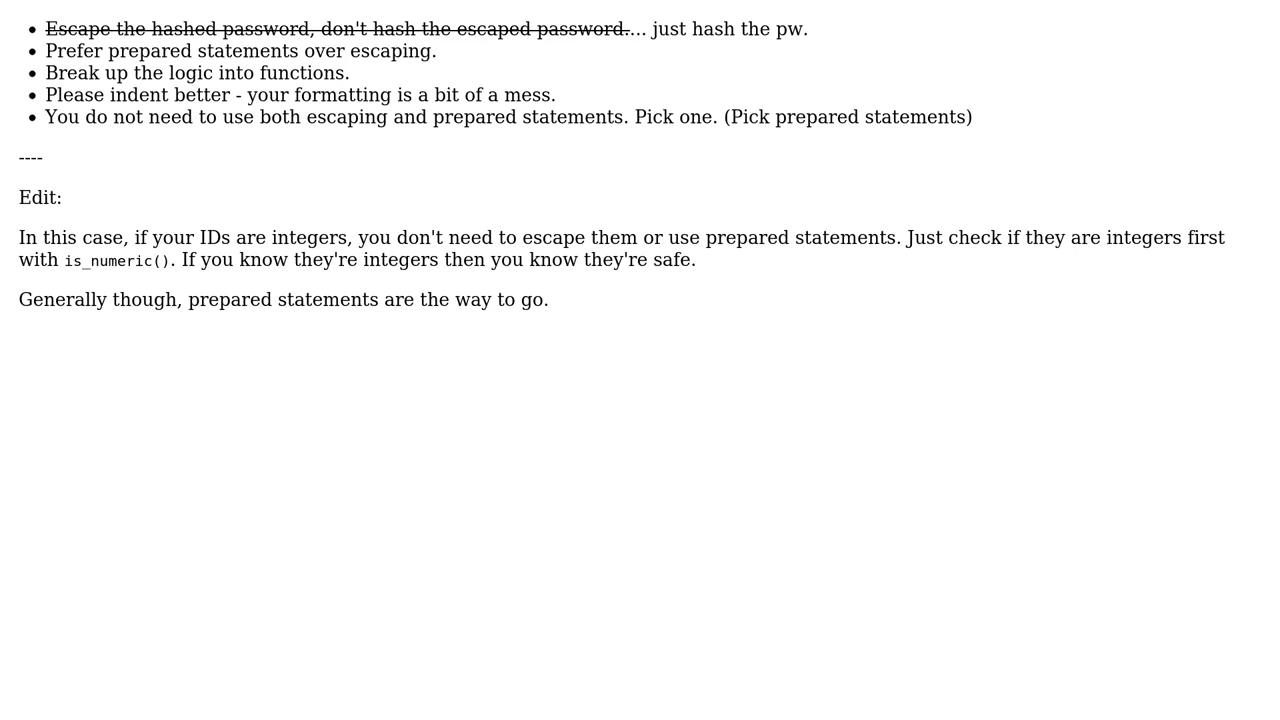 Escape the hashed password, don't hash the escaped password.... just hash the pw.
Prefer prepared statements over escaping.
Break up the logic into functions.
Please indent better - your formatting is a bit of a mess.
You do not need to use both escaping and prepared statements. Pick one. (Pick prepared statements)
----
Edit:
In this case, if your IDs are integers, you don't need to escape them or use prepared statements. Just check if they are integers first
with is_numeric(). If you know they're integers then you know they're safe.
Generally though, prepared statements are the way to go.